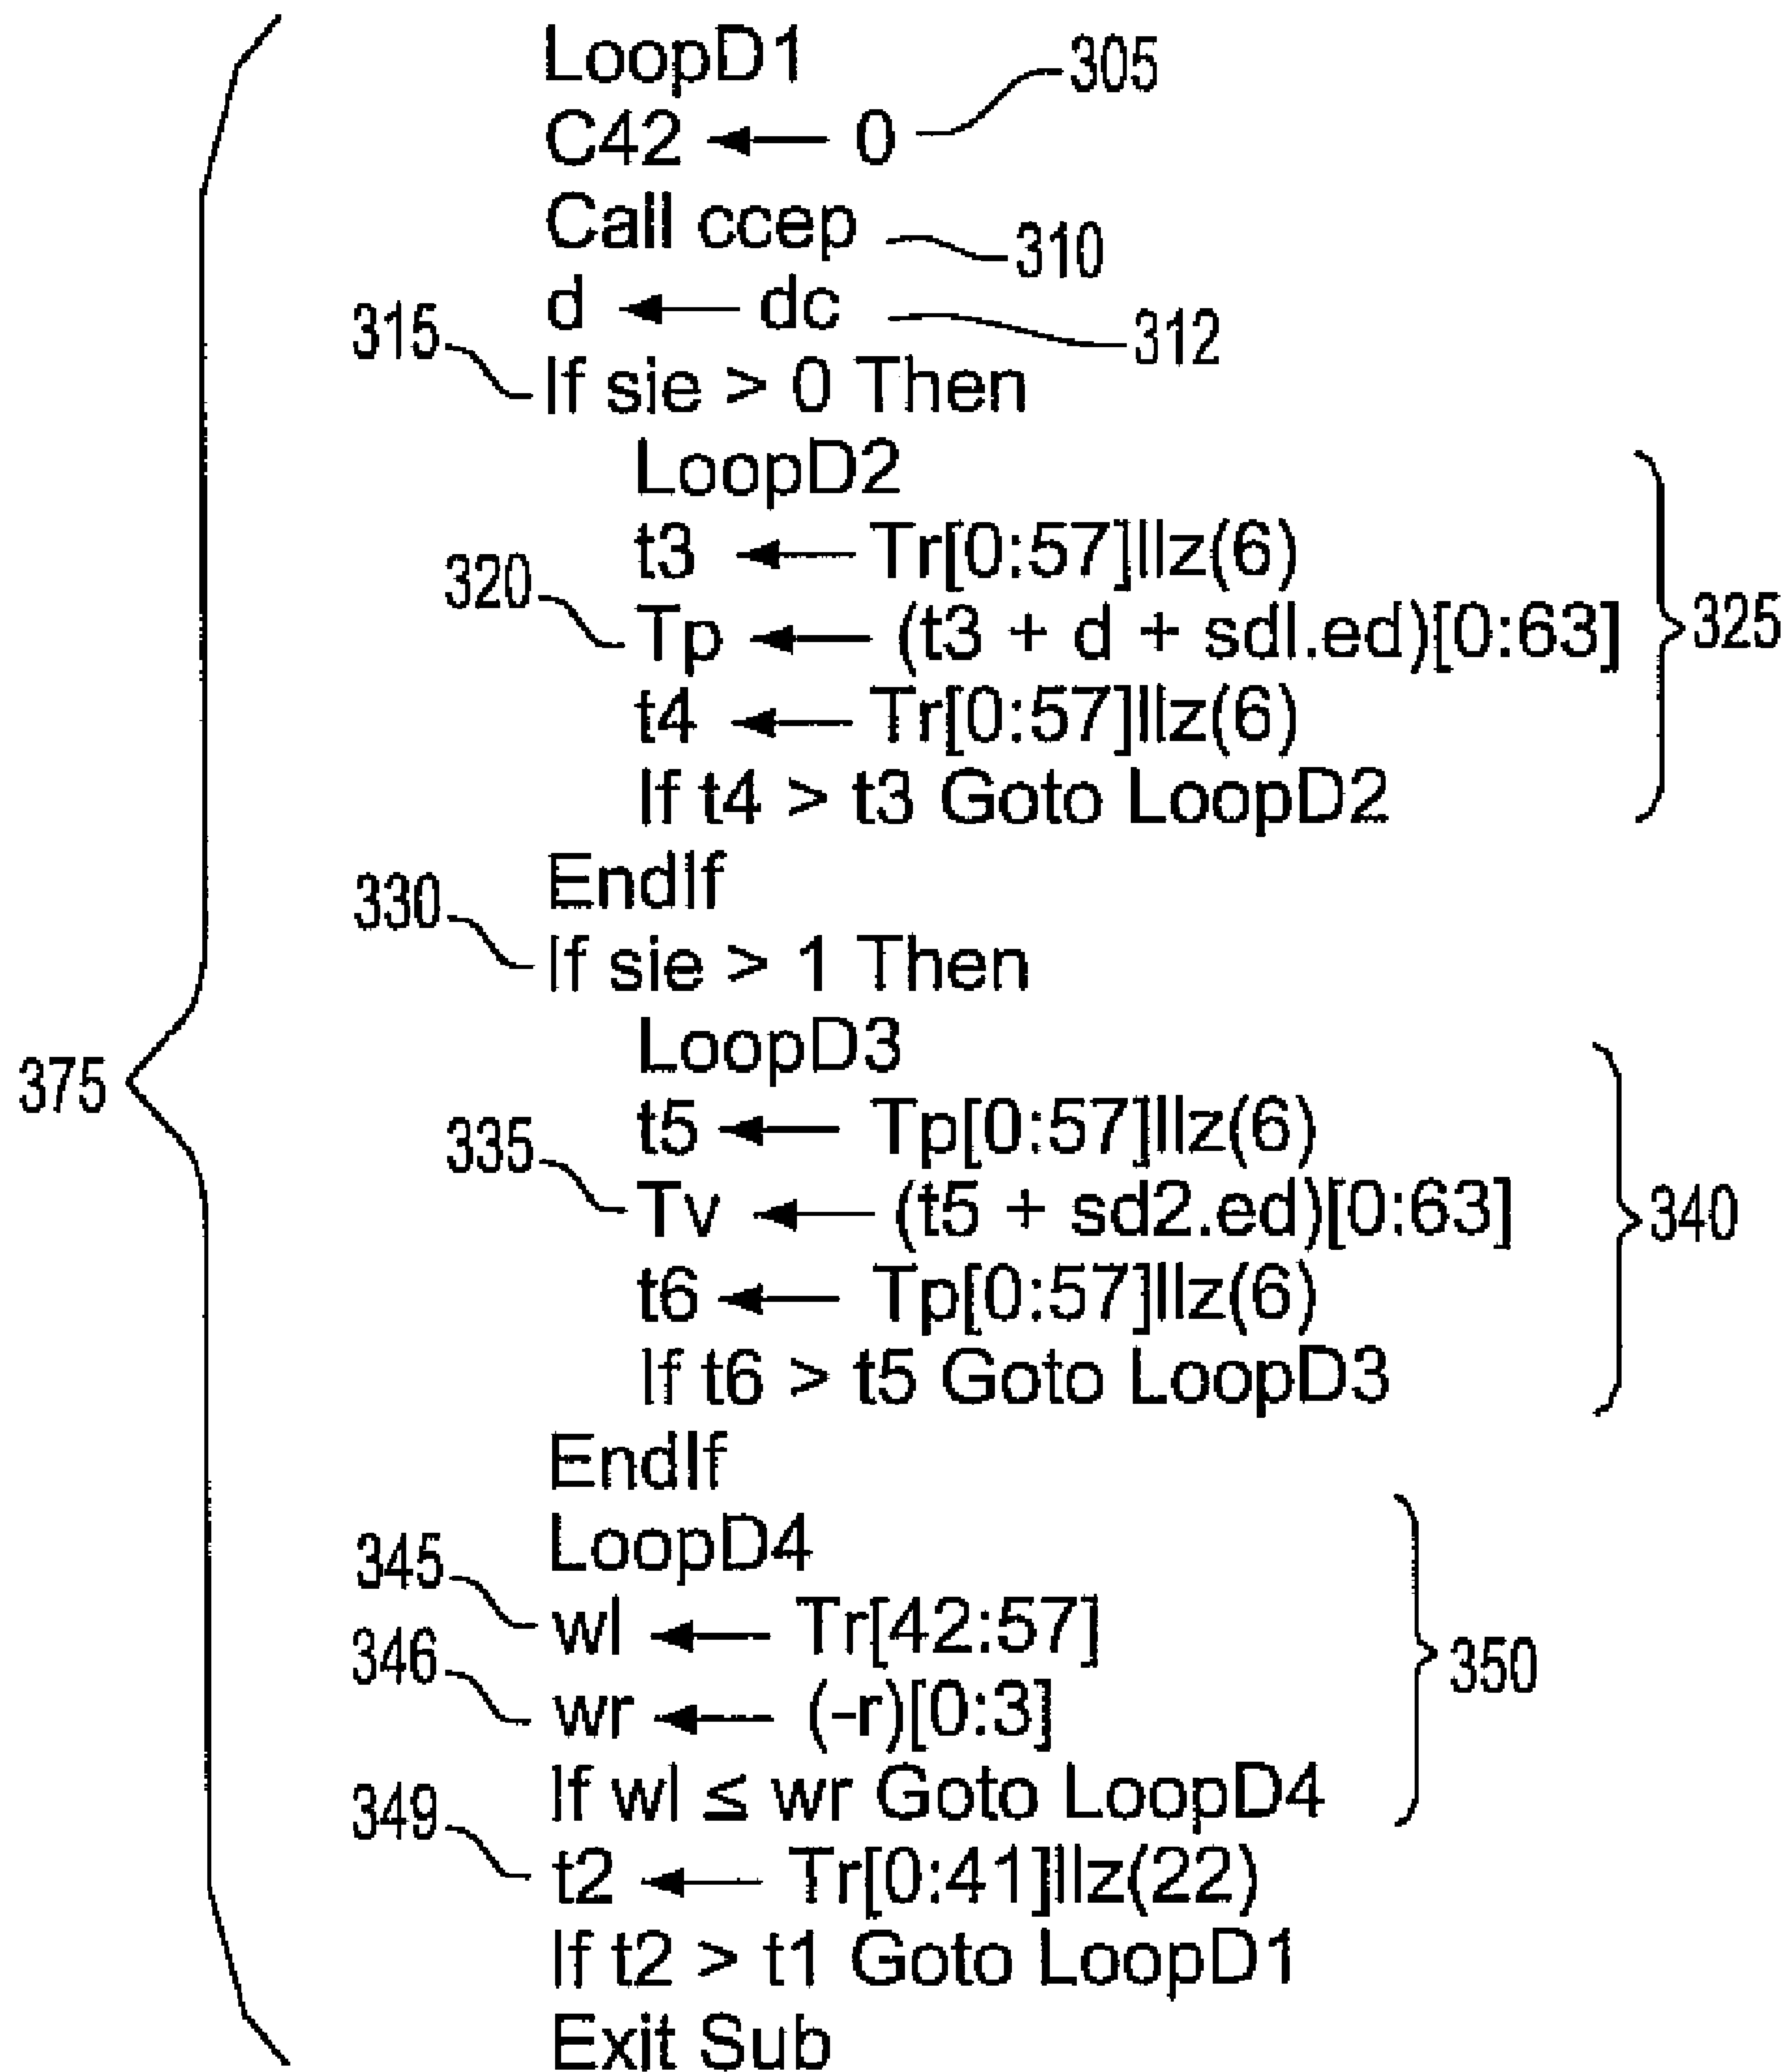 LoopD1
C42 ← 0 305
Call ccep 310
d ← dc 312
315 If sie > 0 Then
LoopD2
t3 ← Tr[0:57]llz(6)
320 Tp ← (t3 + d + sdl.ed)[0:63] 325
t4 ← Tr[0:57]llz(6)
If t4 > t3 Goto LoopD2
EndIf
330 If sie > 1 Then
LoopD3
375
t5 ← Tp[0:57]llz(6)
335 Tv ← (t5 + sd2.ed)[0:63] 340
t6 ← Tp[0:57]llz(6)
If t6 > t5 Goto LoopD3
EndIf
LoopD4
345 wl ← Tr[42:57]
346 wr ← (-r)[0:3] 350
If wl ≤ wr Goto LoopD4
349 t2 ← Tr[0:41]llz(22)
If t2 > t1 Goto LoopD1
Exit Sub